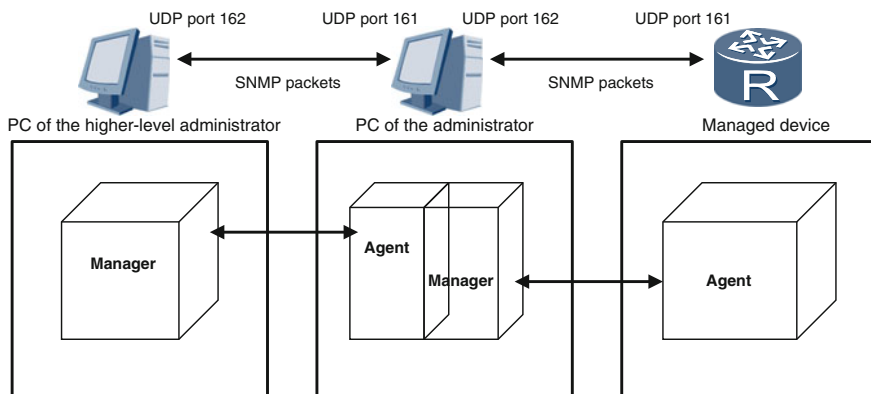 UDP port 162
UDP port 161
UDP port 162
UDP port 161
SNMP packets
SNMP packets
R
PC of the higher-level administrator
PC of the administrator
Managed device
Manager
Agent
Manager
Agent